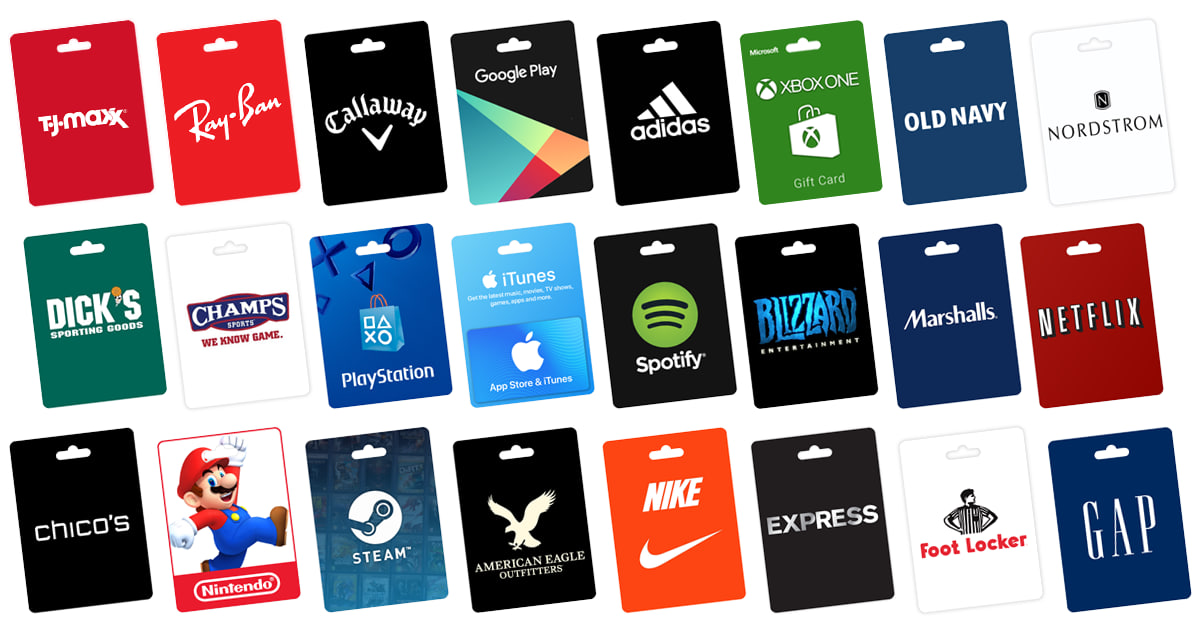 T·J·maxx
Ray-Ban
Callaway
Google Play
adidas
Microsoft
XBOX ONE
Gift Card
OLD NAVY
N
NORDSTROM
DICK'S
SPORTING GOODS
CHAMPS
SPORTS
WE KNOW GAME.
PlayStation
iTunes
Get the latest music, movies, TV shows,
games, apps and more.
App Store & iTunes
Spotify®
BLIZZARD
ENTERTAINMENT
Marshalls.
NETFLIX
chico's
Nintendo®
STEAM™
AMERICAN EAGLE
OUTFITTERS
NIKE
EXPRESS
Foot Locker
GAP